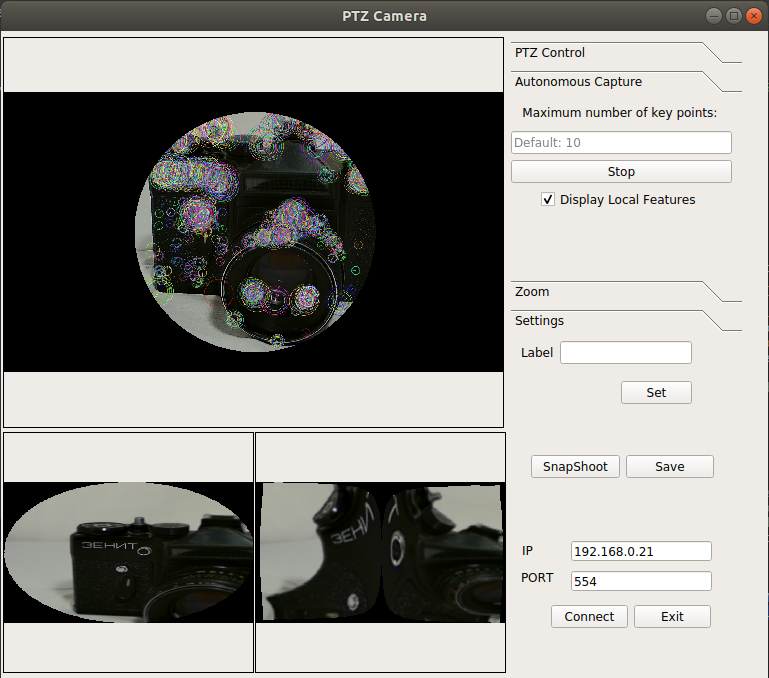 PTZ Camera
PTZ Control
Autonomous Capture
Maximum number of key points:
Default: 10
Stop
Display Local Features
Zoom
Settings
Label
Set
SnapShoot
Save
IP
192.168.0.21
PORT
554
Connect
Exit
ЗЕНИТ
ЗЕНИ